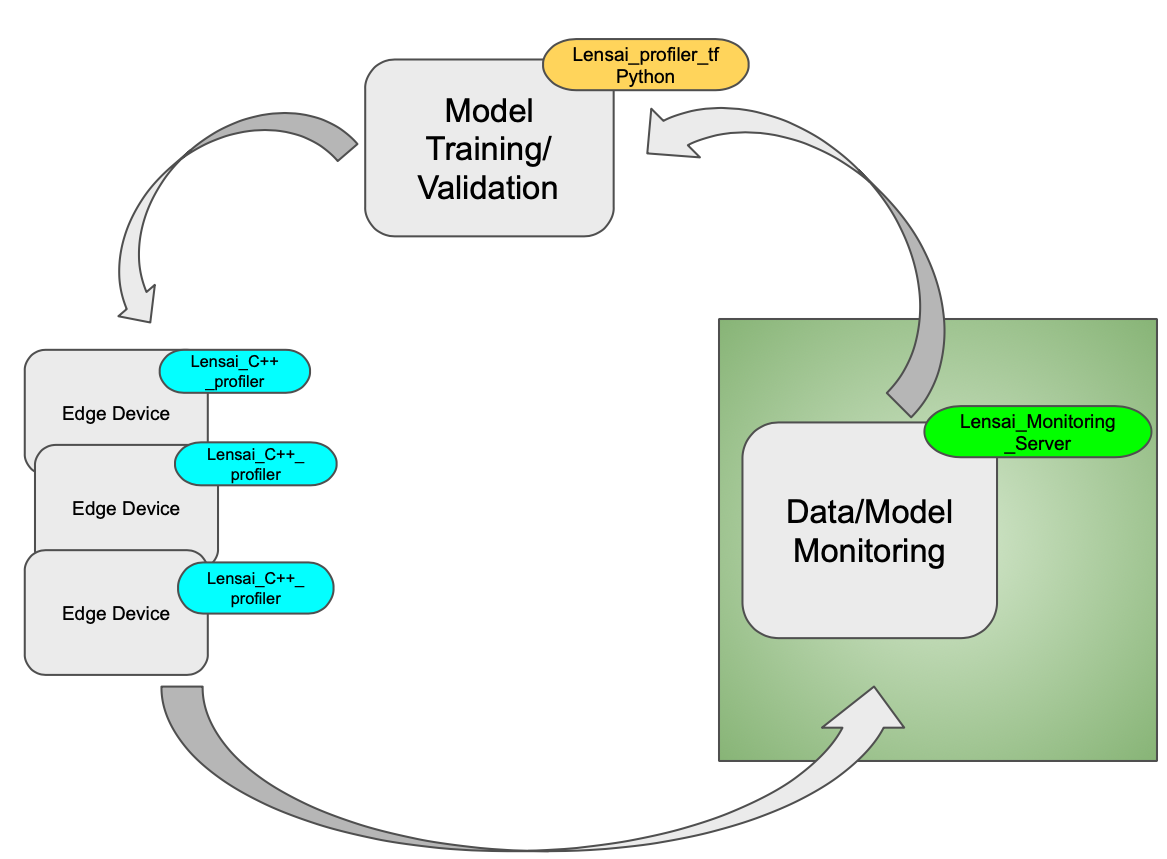 Lensai_profiler_tf
Python
Model
Training/
Validation
Lensai_C++
_profiler
Edge Device
Lensai_C++_
profiler
Edge Device
Lensai_C++_
profiler
Edge Device
Lensai_Monitoring
_Server
Data/Model
Monitoring